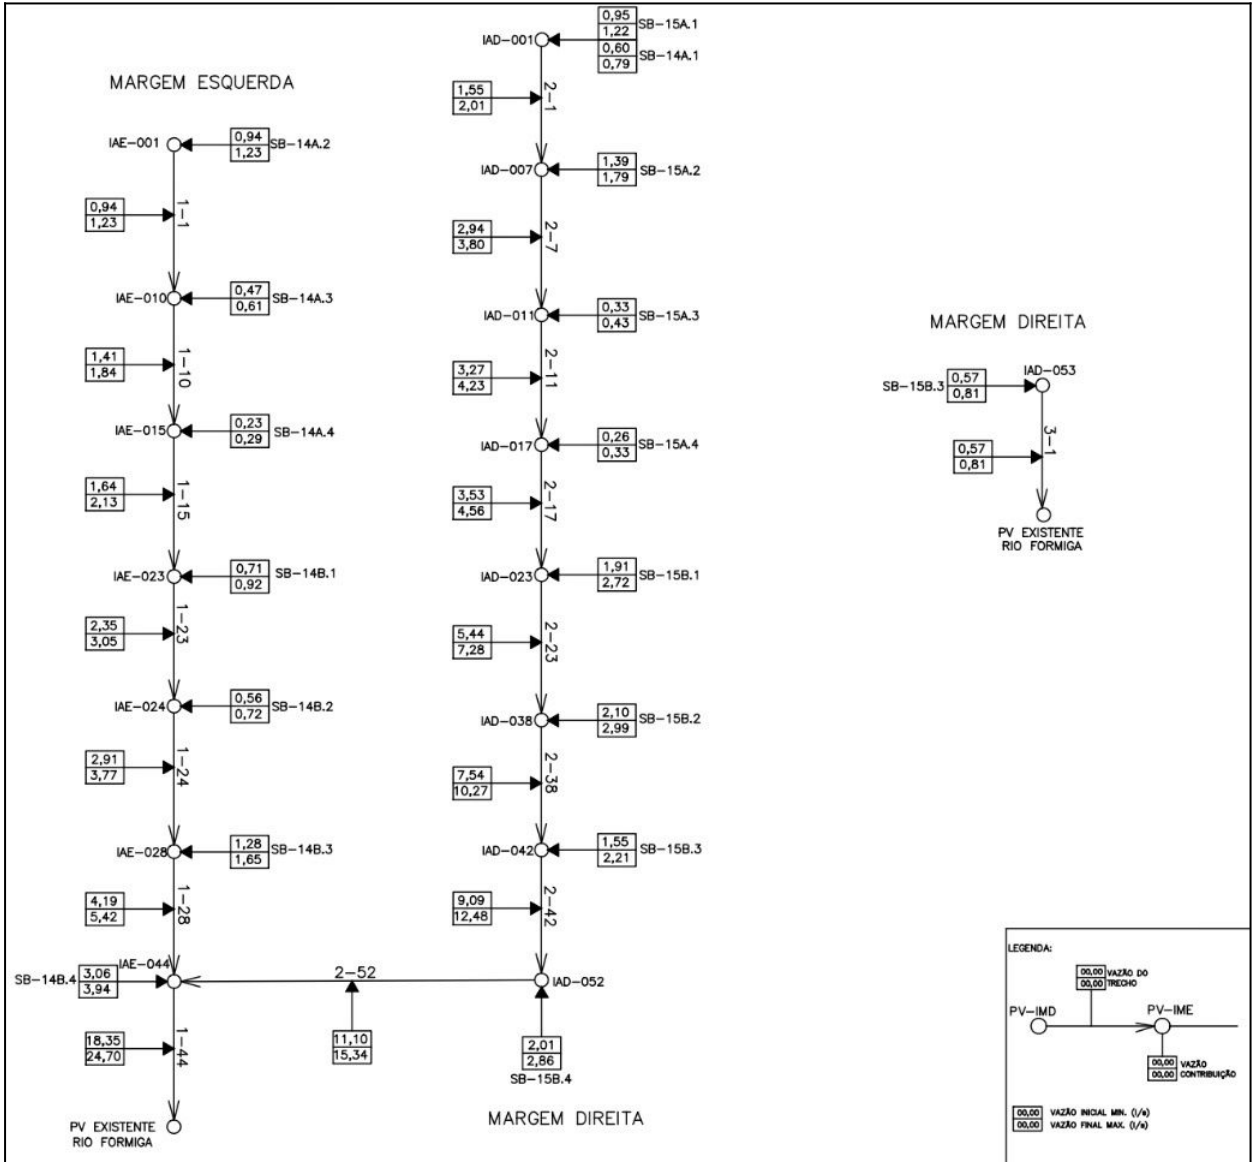 MARGEM ESQUERDA
IAE-001
0,94
1,23
SB-14A.2
0,94
1,23
1-1
IAE-010
0,47
0,61
SB-14A.3
1,41
1,84
1-10
IAE-015
0,23
0,29
SB-14A.4
1,64
2,13
1-15
IAE-023
0,71
0,92
SB-14B.1
2,35
3,05
1-23
IAE-024
0,56
0,72
SB-14B.2
2,91
3,77
1-24
IAE-028
1,28
1,65
SB-14B.3
4,19
5,42
1-28
IAE-044
SB-14B.4
3,06
3,94
18,35
24,70
1-44
PV EXISTENTE
RIO FORMIGA
IAD-001
0,95
1,22
SB-15A.1
0,60
0,79
SB-14A.1
1,55
2,01
2-1
IAD-007
1,39
1,79
SB-15A.2
2,94
3,80
2-7
IAD-011
0,33
0,43
SB-15A.3
3,27
4,23
2-11
IAD-017
0,26
0,33
SB-15A.4
3,53
4,56
2-17
IAD-023
1,91
2,72
SB-15B.1
5,44
7,28
2-23
IAD-038
2,10
2,99
SB-15B.2
7,54
10,27
2-38
IAD-042
1,55
2,21
SB-15B.3
9,09
12,48
2-42
IAD-052
2-52
11,10
15,34
2,01
2,86
SB-15B.4
MARGEM DIREITA
MARGEM DIREITA
IAD-053
SB-15B.3
0,57
0,81
0,57
0,81
3-1
PV EXISTENTE
RIO FORMIGA
LEGENDA:
00,00 VAZÃO DO
00,00 TRECHO
PV-IMD
PV-IME
00,00 VAZÃO
00,00 CONTRIBUIÇÃO
00,00 VAZÃO INICIAL MIN. (l/s)
00,00 VAZÃO FINAL MAX. (l/s)